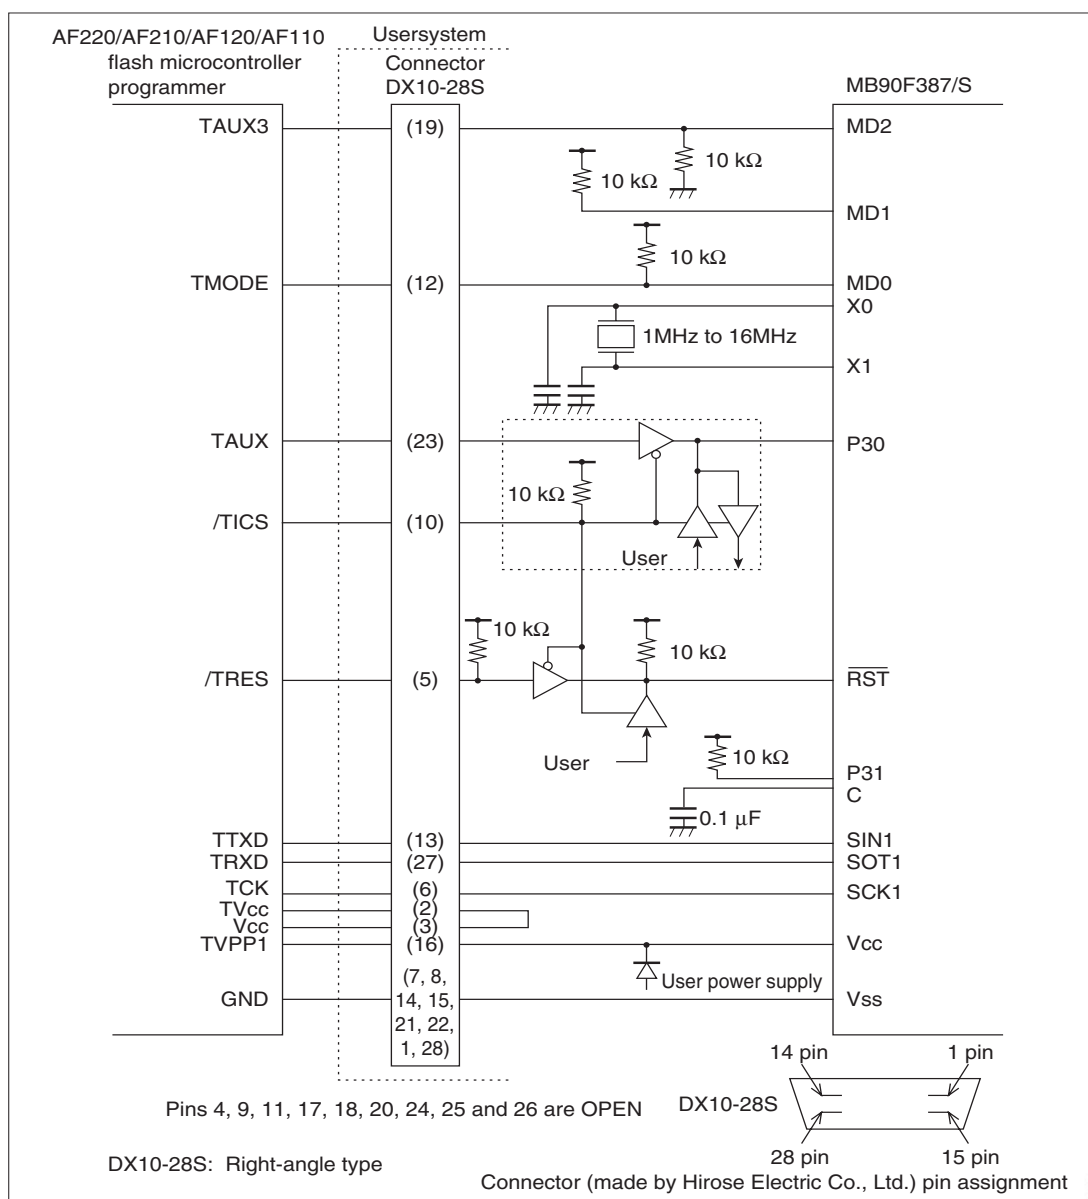 AF220/AF210/AF120/AF110
flash microcontroller
programmer
Usersystem
Connector
DX10-28S
MB90F387/S
TAUX3
(19)
MD2
10 kΩ
10 kΩ
MD1
10 kΩ
TMODE
(12)
MD0
X0
1MHz to 16MHz
X1
TAUX
(23)
P30
10 kΩ
/TICS
(10)
User
10 kΩ
10 kΩ
/TRES
(5)
RST
User
10 kΩ
P31
C
0.1 μF
TTXD
(13)
SIN1
TRXD
(27)
SOT1
TCK
(6)
SCK1
TVcc
(2)
Vcc
(3)
TVPP1
(16)
Vcc
User power supply
GND
(7, 8,
14, 15,
21, 22,
1, 28)
Vss
14 pin
1 pin
Pins 4, 9, 11, 17, 18, 20, 24, 25 and 26 are OPEN
DX10-28S
28 pin
15 pin
DX10-28S: Right-angle type
Connector (made by Hirose Electric Co., Ltd.) pin assignment